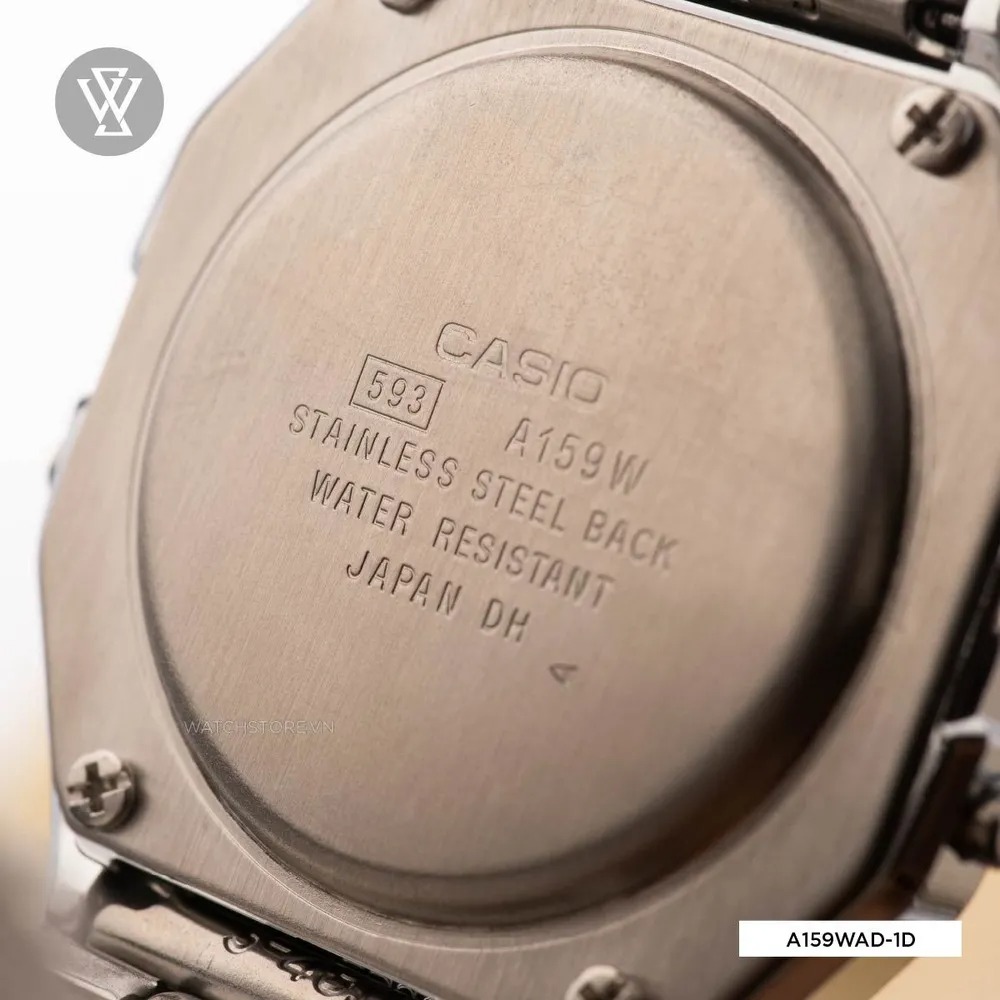 CASIO
593 A159W
STAINLESS STEEL BACK
WATER RESISTANT
JAPAN DH
A
WATCHSTORE.VN
A159WAD-1D